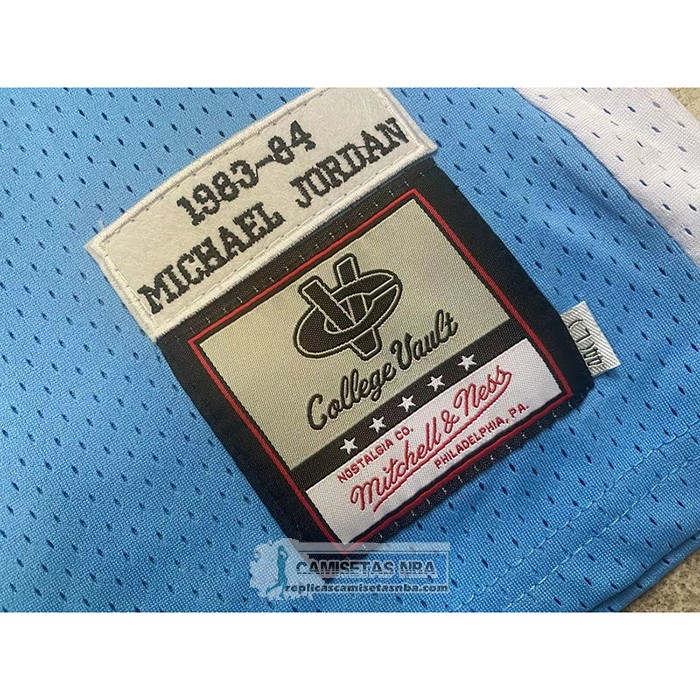 1983-84
MICHAEL JORDAN
College Vault
NOSTALGIA CO.
Mitchell & Ness
PHILADELPHIA, PA.
CAMISETAS NBA
replicascamisetasnba.com